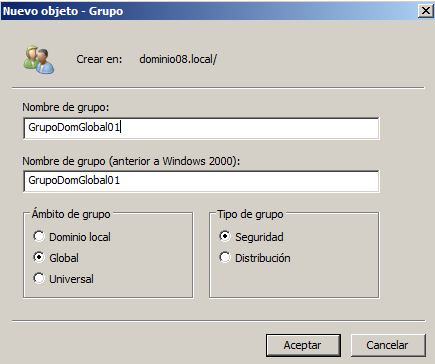 Nuevo objeto - Grupo
Crear en: dominio08.local/
Nombre de grupo:
GrupoDomGlobal01
Nombre de grupo (anterior a Windows 2000):
GrupoDomGlobal01
Ámbito de grupo
Dominio local
Global
Universal
Tipo de grupo
Seguridad
Distribución
Aceptar
Cancelar